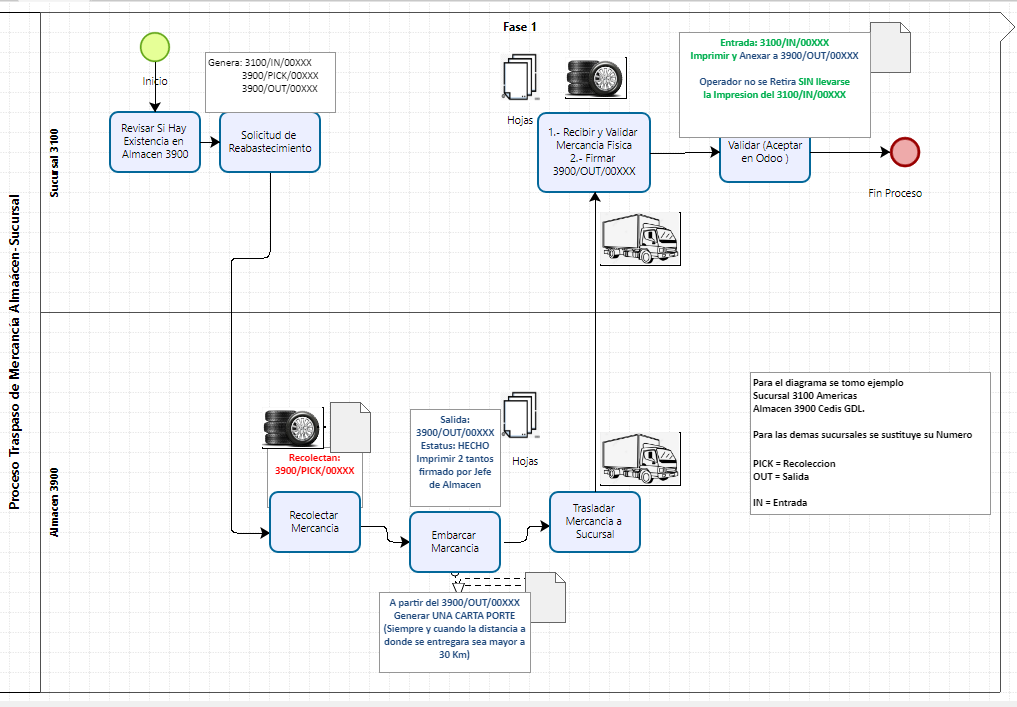 Proceso Traspaso de Mercancía Almaácen- Sucursal
Sucursal 3100
Fase 1
Inicio
Revisar Si Hay
Existencia en
Almacen 3900
Genera: 3100/IN/00XXX
3900/PICK/00XXX
3900/OUT/00XXX
Solicitud de
Reabastecimiento
Hojas
1.- Recibir y Validar
Mercancia Fisica
2.- Firmar
3900/OUT/00XXX
Entrada: 3100/IN/00XXX
Imprimir y Anexar a 3900/OUT/00XXX
Operador no se Retira SIN llevarse
la Impresion del 3100/IN/00XXX
Validar (Aceptar
en Odoo )
Fin Proceso
Almacen 3900
Recolectan:
3900/PICK/00XXX
Recolectar
Mercancia
Salida:
3900/OUT/00XXX
Estatus: HECHO
Imprimir 2 tantos
firmado por Jefe
de Almacen
Hojas
Embarcar
Marcancia
A partir del 3900/OUT/00XXX
Generar UNA CARTA PORTE
(Siempre y cuando la distancia a
donde se entregara sea mayor a
30 Km)
Trasladar
Mercancia a
Sucursal
Para el diagrama se tomo ejemplo
Sucursal 3100 Americas
Almacen 3900 Cedis GDL.
Para las demas sucursales se sustituye su Numero
PICK = Recoleccion
OUT = Salida
IN = Entrada